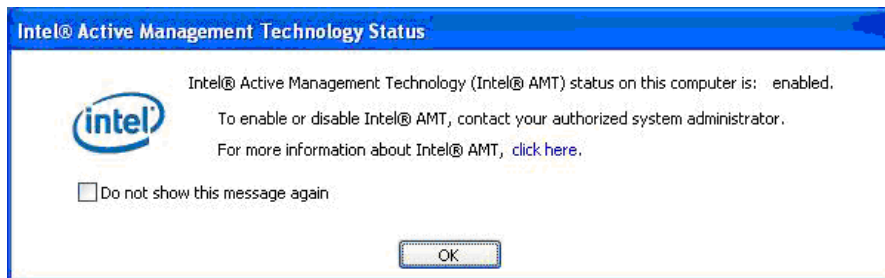 Intel® Active Management Technology Status
Intel® Active Management Technology (Intel® AMT) status on this computer is: enabled.
intel
To enable or disable Intel® AMT, contact your authorized system administrator.
For more information about Intel® AMT, click here.
Do not show this message again
OK